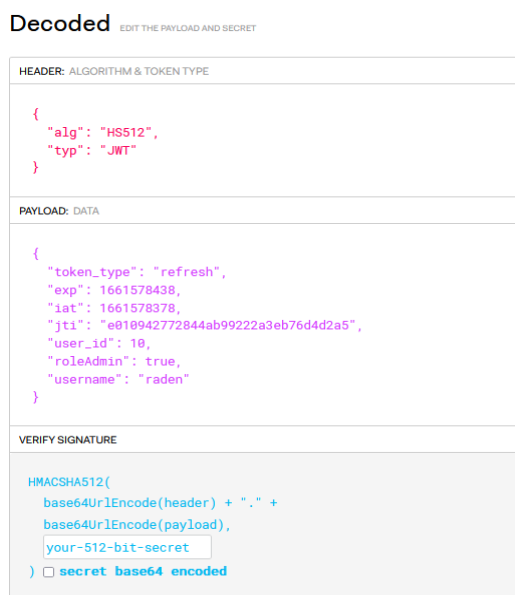 Decoded EDIT THE PAYLOAD AND SECRET
HEADER: ALGORITHM & TOKEN TYPE
{
"alg": "HS512",
"typ": "JWT"
}
PAYLOAD: DATA
{
"token_type": "refresh",
"exp": 1661578438,
"iat": 1661578378,
"jti": "e010942772844ab99222a3eb76d4d2a5",
"user_id": 10,
"roleAdmin": true,
"username": "raden"
}
VERIFY SIGNATURE
HMACSHA512(
base64UrlEncode(header) + "." +
base64UrlEncode(payload),
your-512-bit-secret
) secret base64 encoded